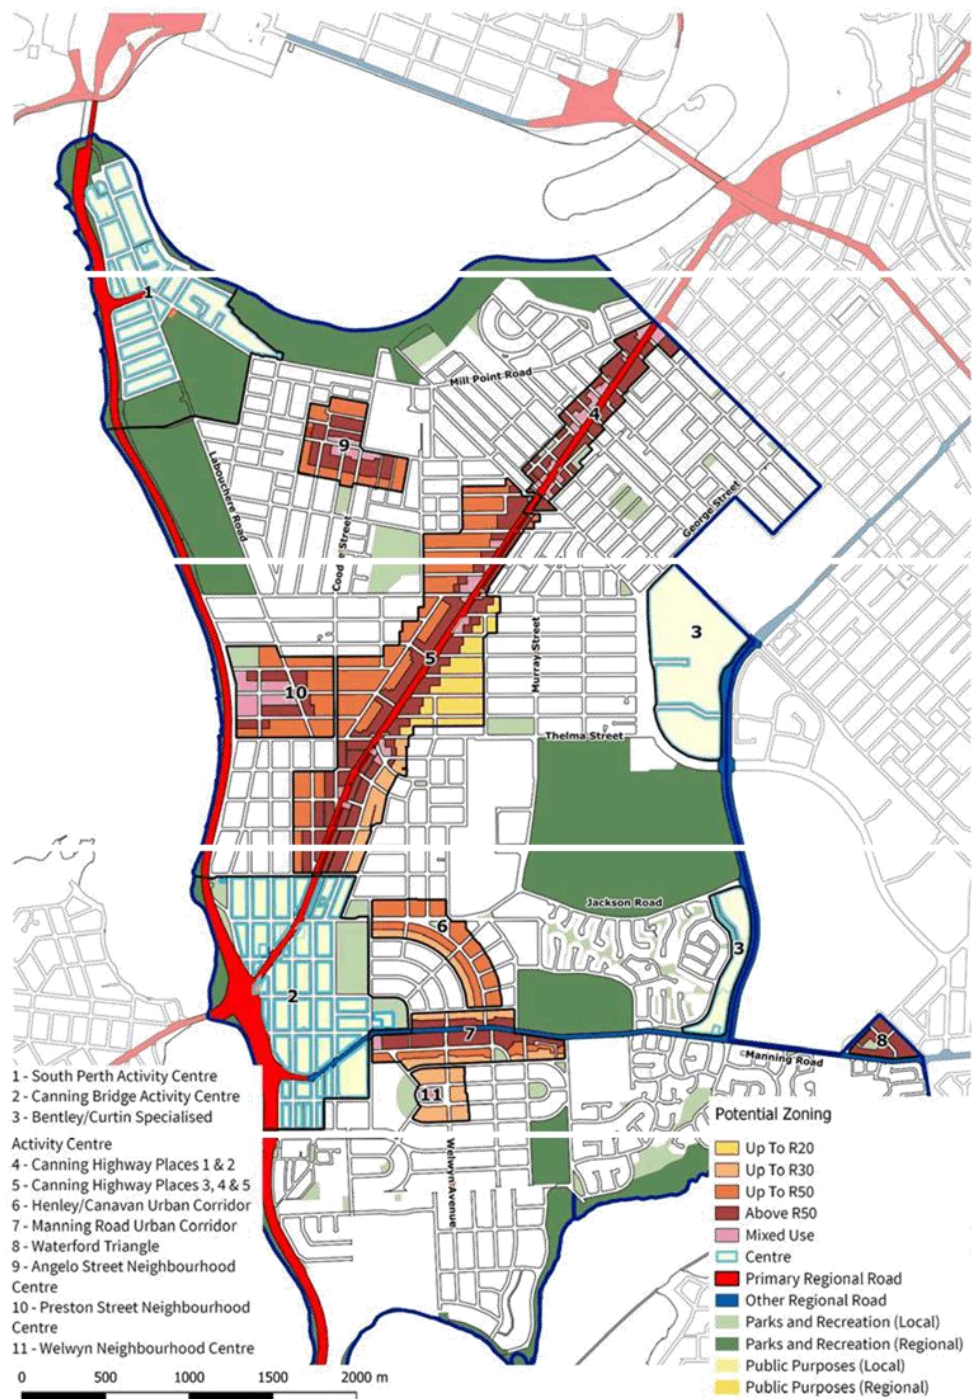 1
Mill Point Road
4
9
Labouchere Road
George Street
Street
3
5
Murray Street
10
Thelma Street
Jackson Road
6
3
2
7
8
Manning Road
11
Welwyn Avenue
1 - South Perth Activity Centre
2 - Canning Bridge Activity Centre
3 - Bentley/Curtin Specialised
Activity Centre
4 - Canning Highway Places 1 & 2
5 - Canning Highway Places 3, 4 & 5
6 - Henley/Canavan Urban Corridor
7 - Manning Road Urban Corridor
8 - Waterford Triangle
9 - Angelo Street Neighbourhood
Centre
10 - Preston Street Neighbourhood
Centre
11 - Welwyn Neighbourhood Centre
0 500 1000 2000 m
Potential Zoning
Up To R20
Up To R30
Up To R50
Above R50
Mixed Use
Centre
Primary Regional Road
Other Regional Road
Parks and Recreation (Local)
Parks and Recreation (Regional)
Public Purposes (Local)
Public Purposes (Regional)